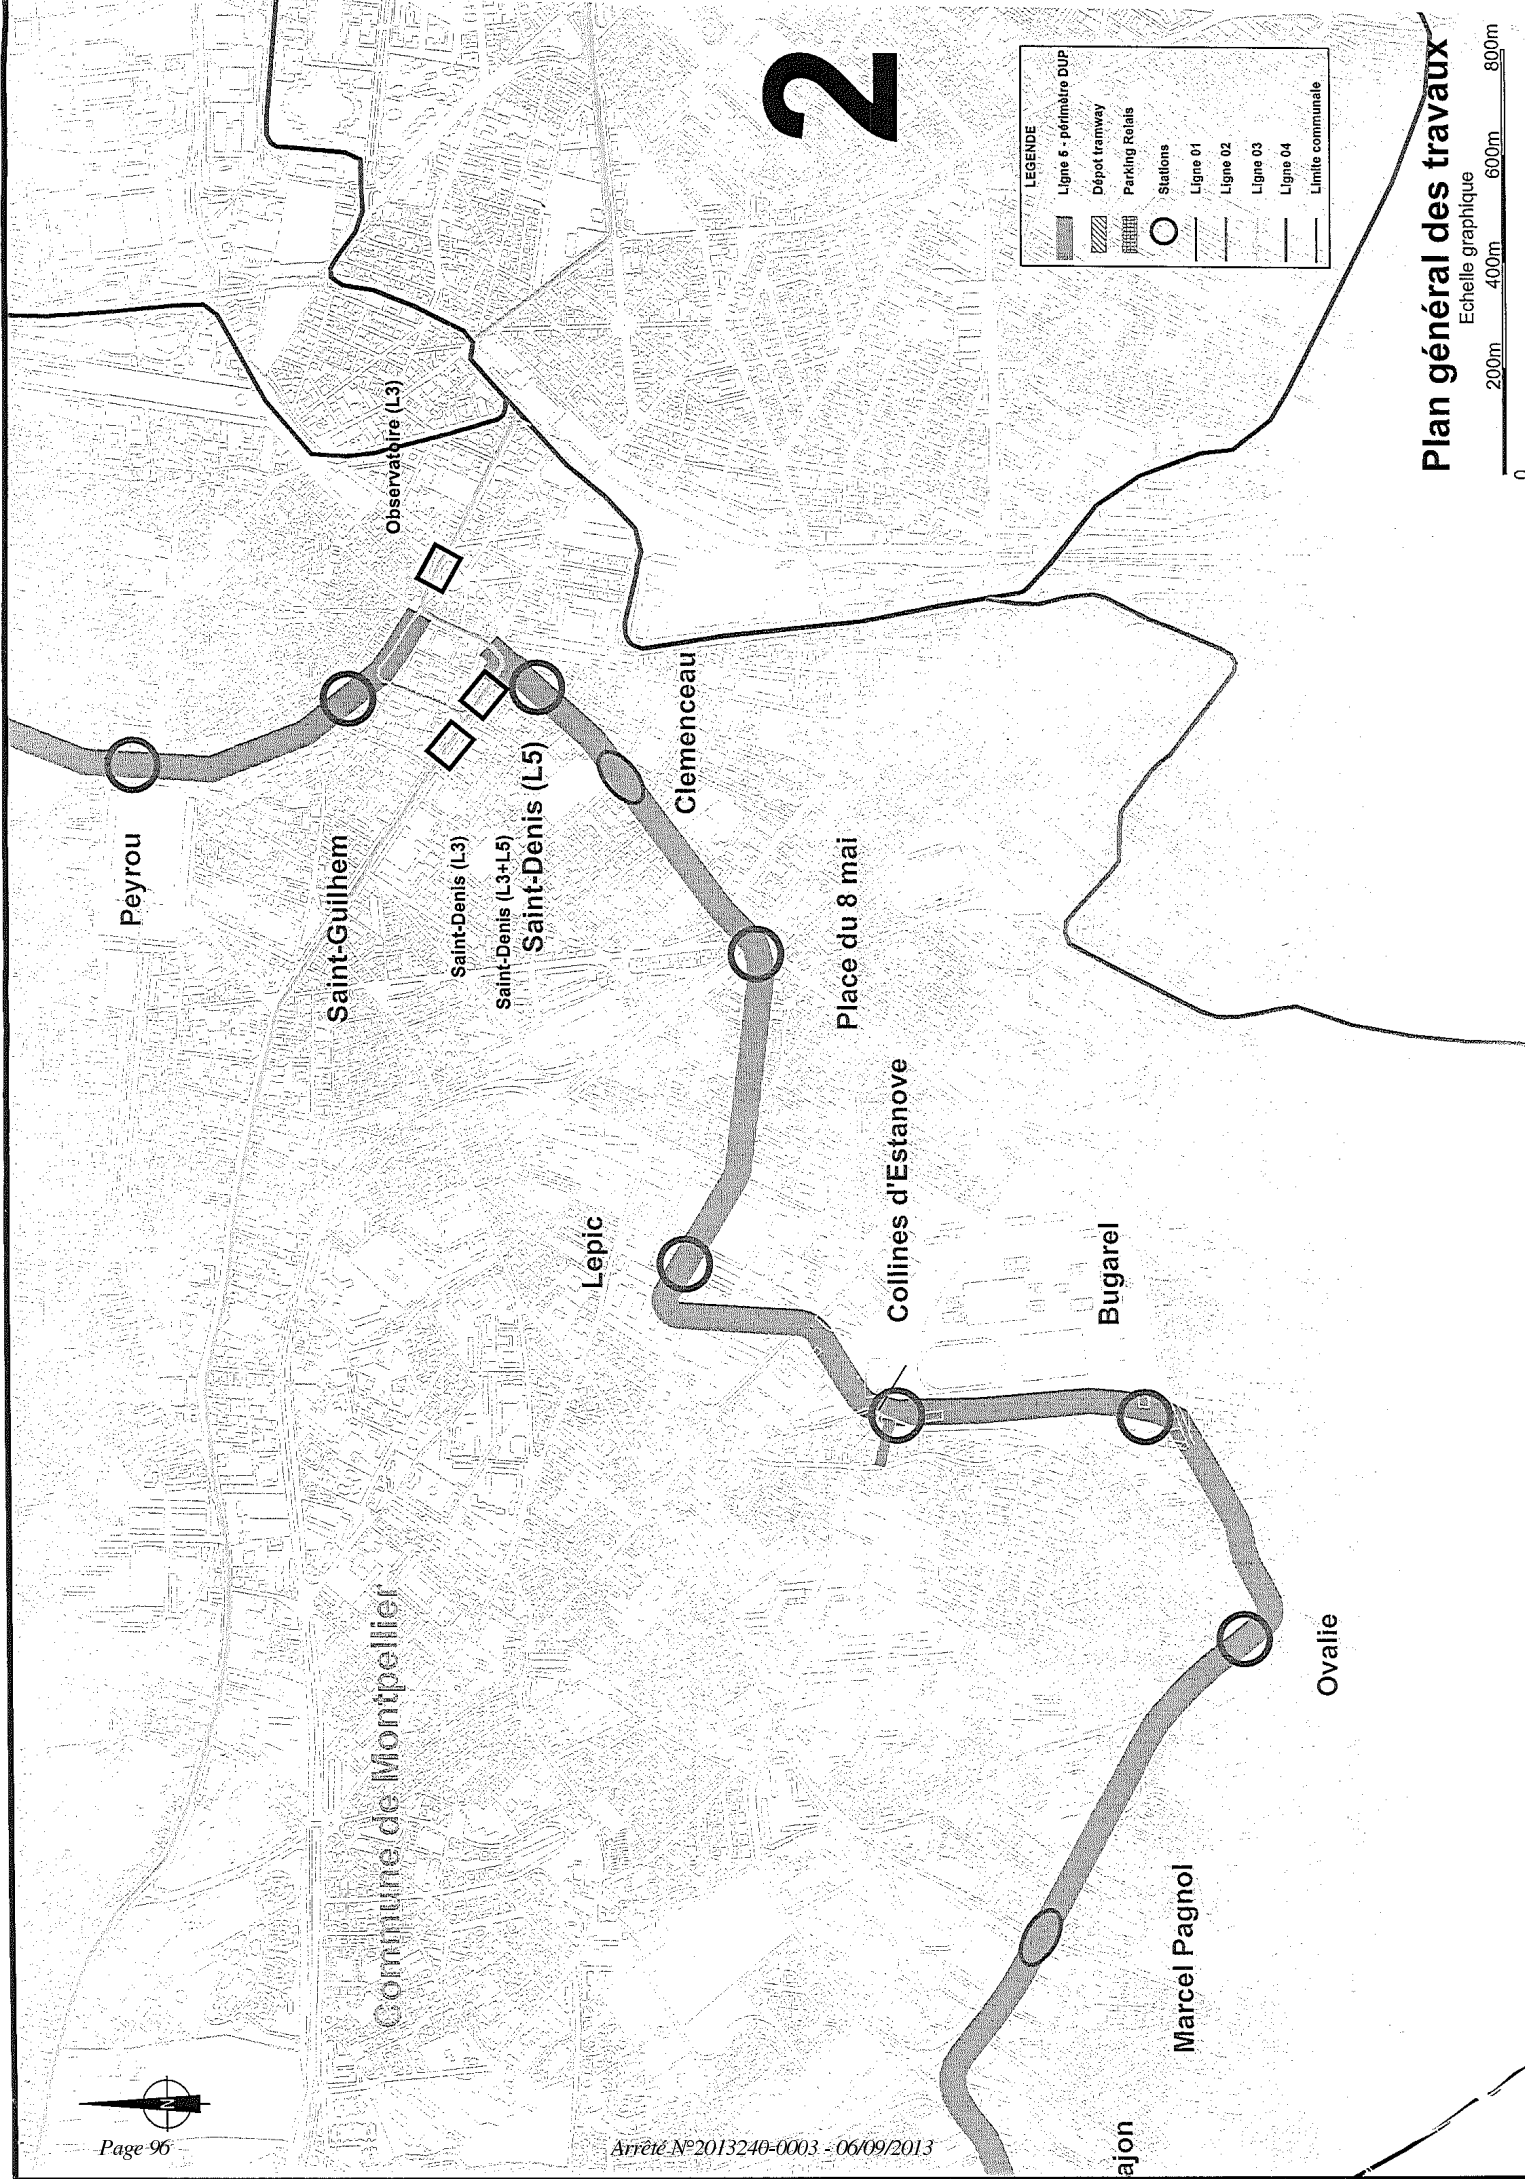 2
LEGENDE
Ligne 5 - périmètre DUP
Dépot tramway
Parking Relais
Stations
Ligne 01
Ligne 02
Ligne 03
Ligne 04
Limite communale
Plan général des travaux
Echelle graphique
0 200m 400m 600m 800m
Observatoire (L3)
Peyrou
Saint-Guilhem
Saint-Denis (L3)
Saint-Denis (L3+L5)
Saint-Denis (L5)
Clemenceau
Place du 8 mai
Lepic
Collines d'Estanove
Bugarel
Ovalie
Marcel Pagnol
ajon
Commune de Montpellier
N
Page 96
Arrêté N°2013240-0003 - 06/09/2013